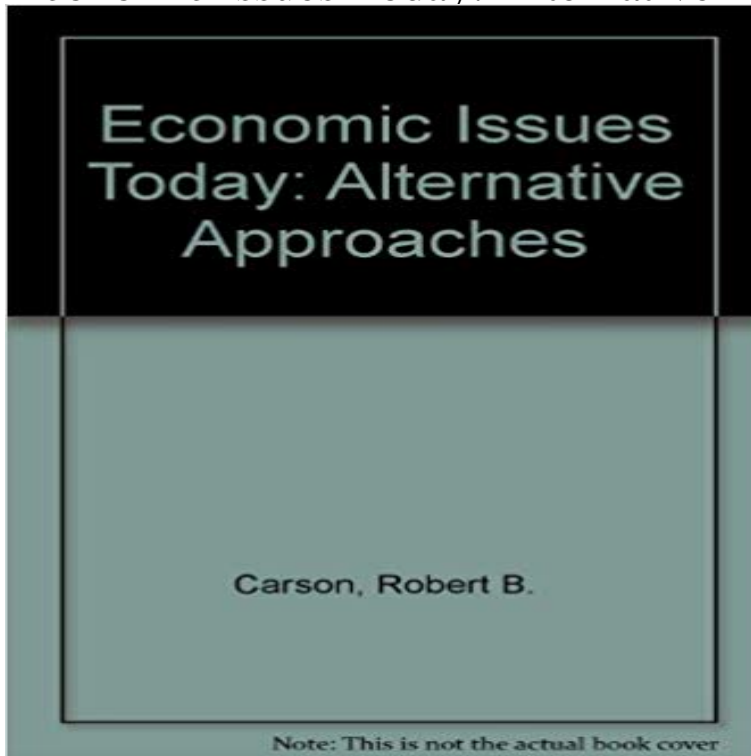 Economic Issues
Today: Alternative
Approaches
Carson, Robert B.
Note: This is not the actual book cover